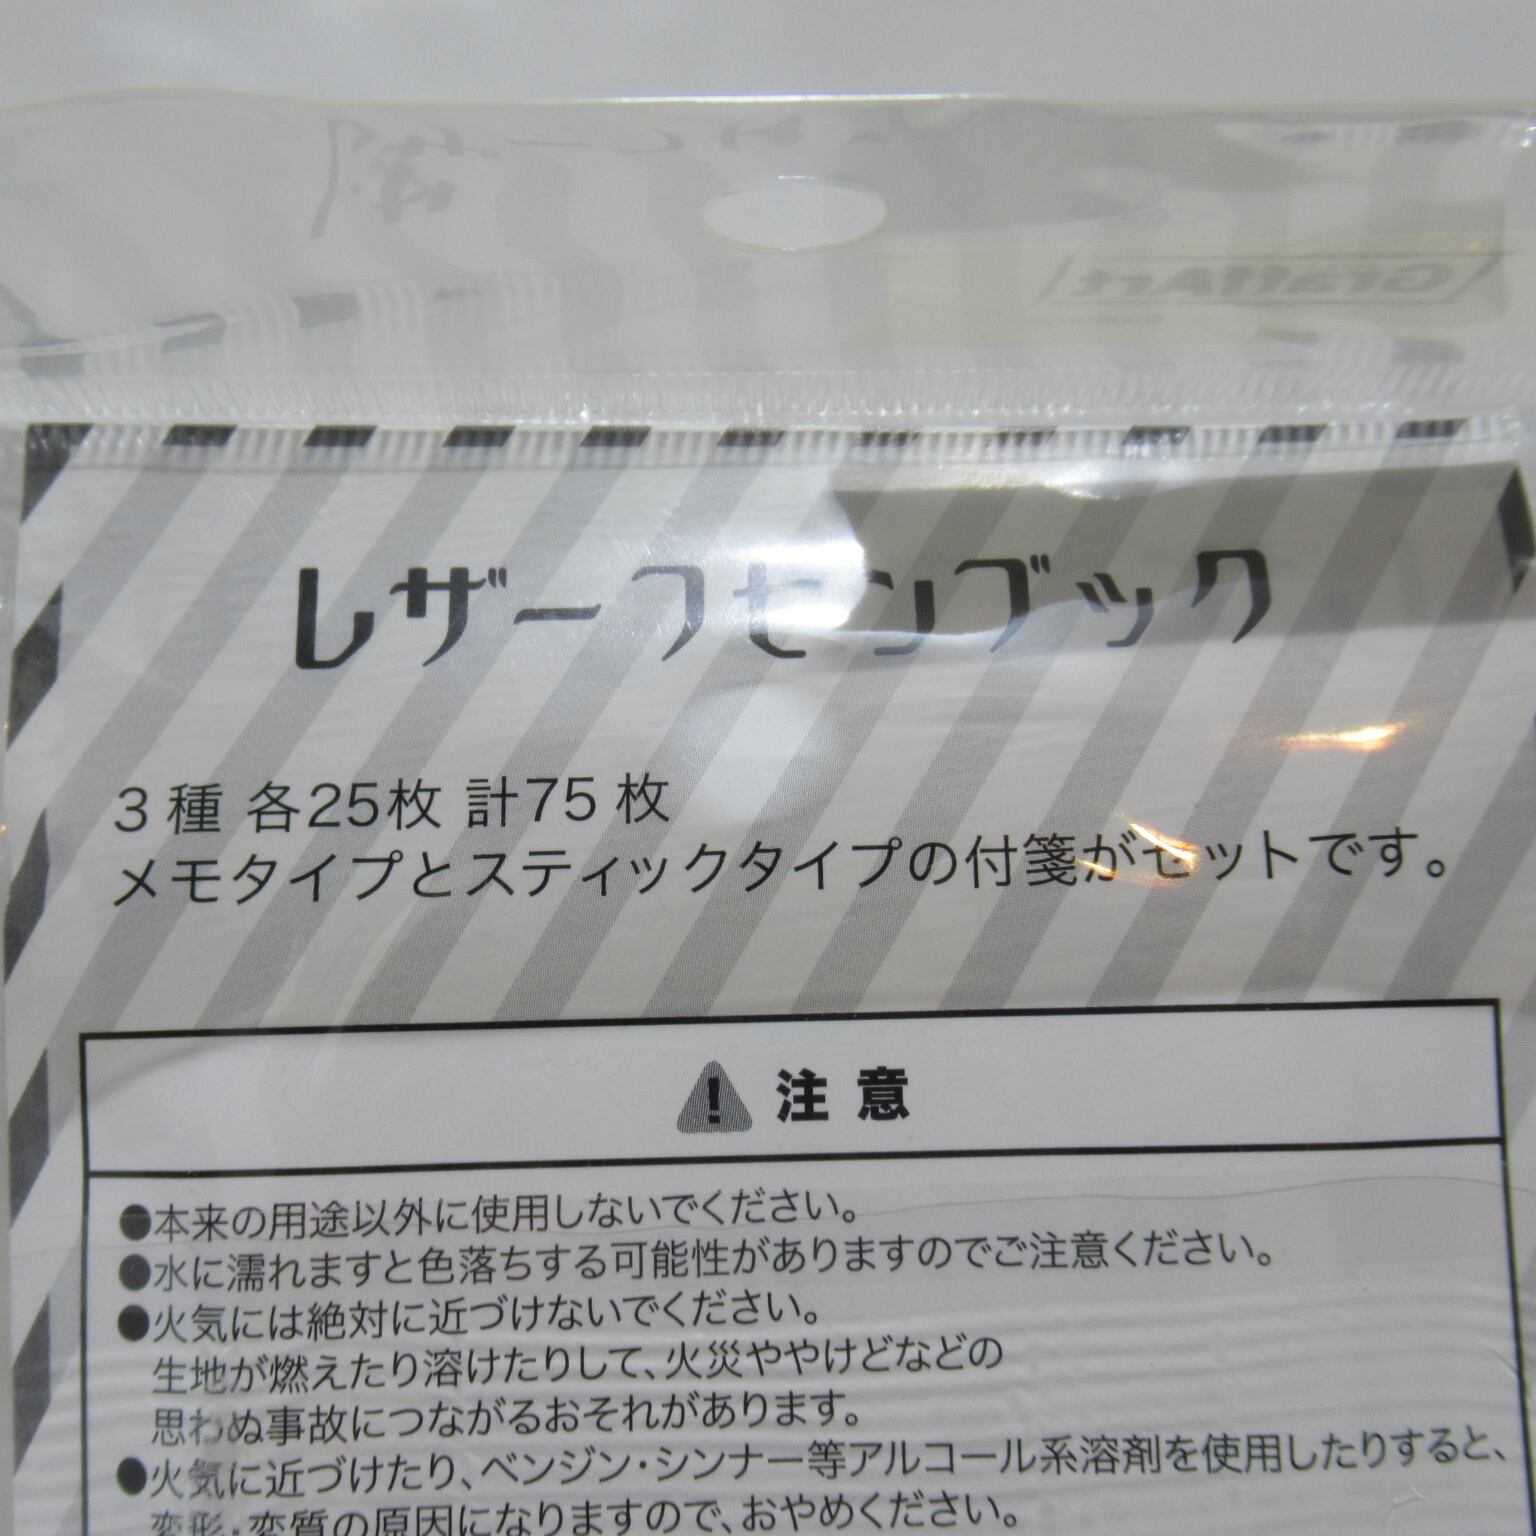 GraffArt
レザーフセンブック
3種 各25枚 計75枚
メモタイプとスティックタイプの付箋がセットです。
! 注意
●本来の用途以外に使用しないでください。
●水に濡れますと色落ちする可能性がありますのでご注意ください。
●火気には絶対に近づけないでください。
生地が燃えたり溶けたりして、火災ややけどなどの
思わぬ事故につながるおそれがあります。
●火気に近づけたり、ベンジン・シンナー等アルコール系溶剤を使用したりすると、
変形・変質の原因になりますので、おやめください。